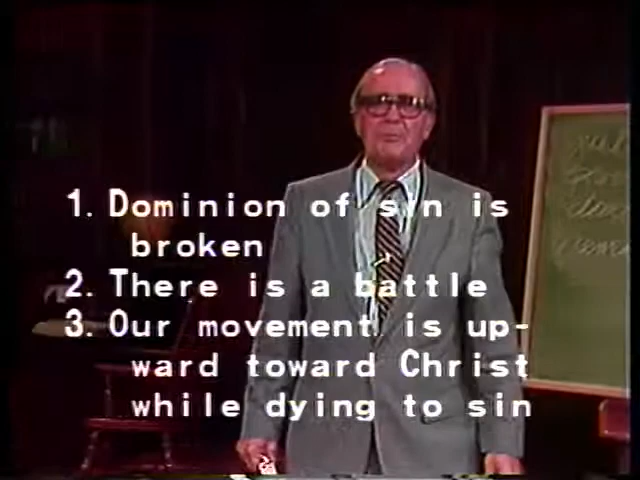 1. Dominion of sin is
broken
2. There is a battle
3. Our movement is up-
ward toward Christ
while dying to sin